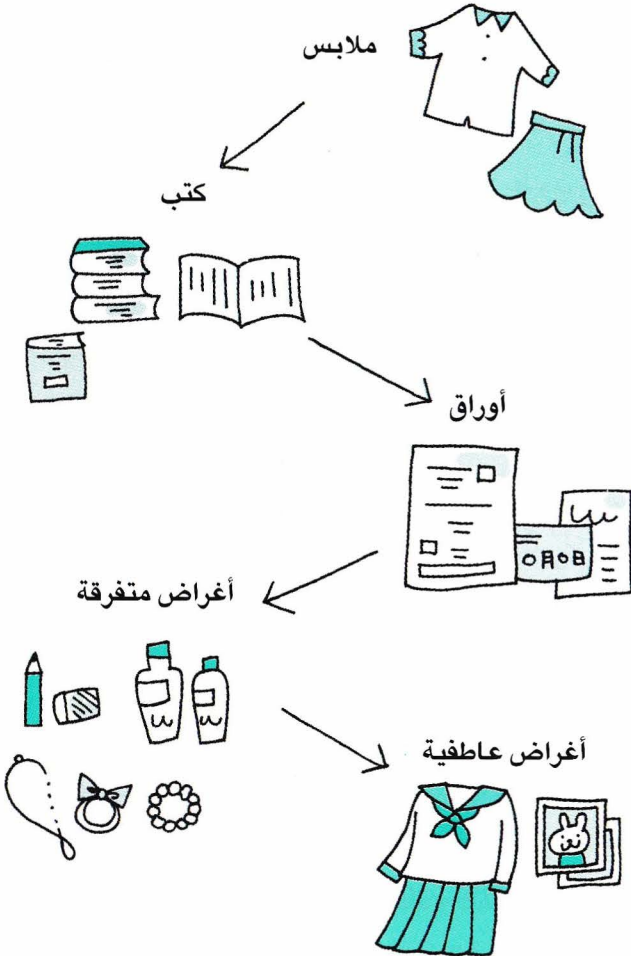 ملابس
كتب
أوراق
أغراض متفرقة
أغراض عاطفية